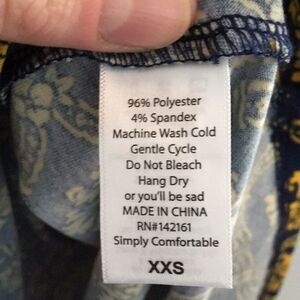 96% Polyester
4% Spandex
Machine Wash Cold
Gentle Cycle
Do Not Bleach
Hang Dry
or you'll be sad
MADE IN CHINA
RN#142161
Simply Comfortable
XXS